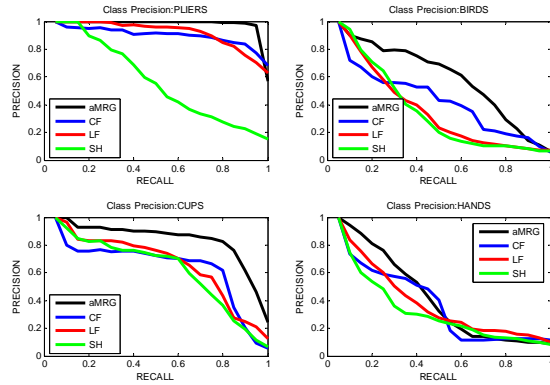 Class Precision:PLIERS
1
0.8
0.6
0.4
0.2
0
PRECISION
0 0.2 0.4 0.6 0.8 1
RECALL
aMRG
CF
LF
SH
Class Precision:BIRDS
1
0.8
0.6
0.4
0.2
0
PRECISION
0 0.2 0.4 0.6 0.8 1
RECALL
aMRG
CF
LF
SH
Class Precision:CUPS
1
0.8
0.6
0.4
0.2
0
PRECISION
0 0.2 0.4 0.6 0.8 1
RECALL
aMRG
CF
LF
SH
Class Precision:HANDS
1
0.8
0.6
0.4
0.2
0
PRECISION
0 0.2 0.4 0.6 0.8 1
RECALL
aMRG
CF
LF
SH